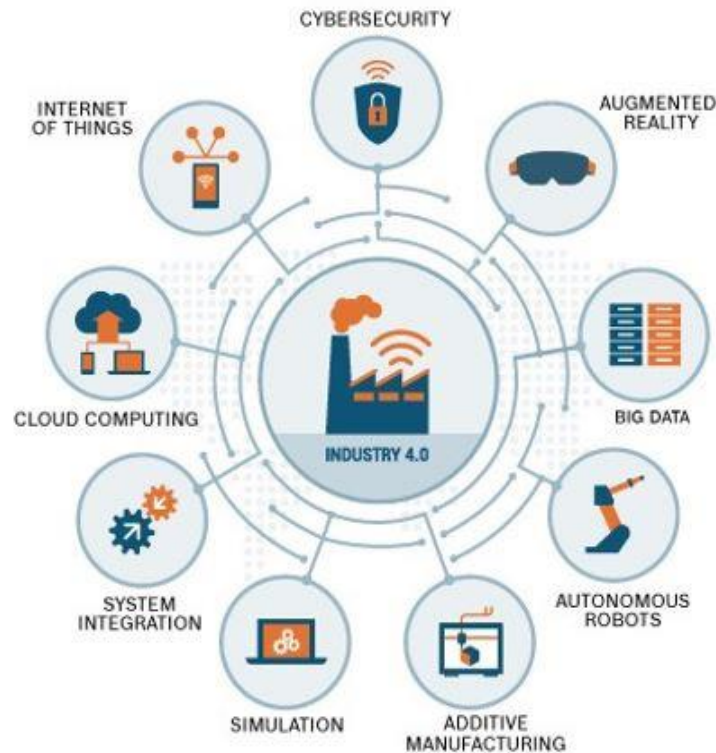 CYBERSECURITY
INTERNET
OF THINGS
AUGMENTED
REALITY
CLOUD COMPUTING
BIG DATA
INDUSTRY 4.0
SYSTEM
INTEGRATION
AUTONOMOUS
ROBOTS
SIMULATION
ADDITIVE
MANUFACTURING